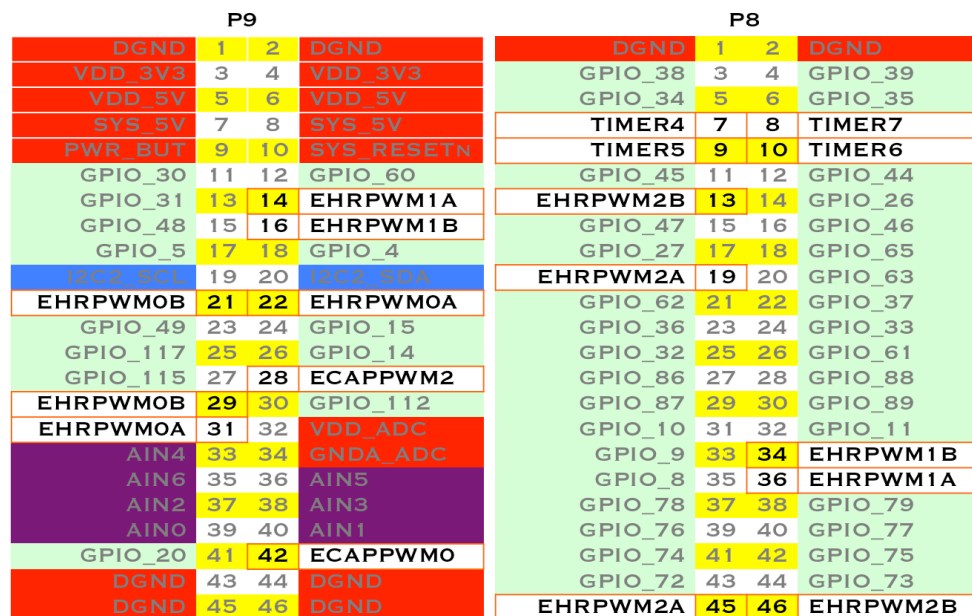 P9 P8
DGND 1 2 DGND DGND 1 2 DGND
VDD_3V3 3 4 VDD_3V3 GPIO_38 3 4 GPIO_39
VDD_5V 5 6 VDD_5V GPIO_34 5 6 GPIO_35
SYS_5V 7 8 SYS_5V TIMER4 7 8 TIMER7
PWR_BUT 9 10 SYS_RESETN TIMER5 9 10 TIMER6
GPIO_30 11 12 GPIO_60 GPIO_45 11 12 GPIO_44
GPIO_31 13 14 EHRPWM1A EHRPWM2B 13 14 GPIO_26
GPIO_48 15 16 EHRPWM1B GPIO_47 15 16 GPIO_46
GPIO_5 17 18 GPIO_4 GPIO_27 17 18 GPIO_65
I2C2_SCL 19 20 I2C2_SDA EHRPWM2A 19 20 GPIO_63
EHRPWM0B 21 22 EHRPWM0A GPIO_62 21 22 GPIO_37
GPIO_49 23 24 GPIO_15 GPIO_36 23 24 GPIO_33
GPIO_117 25 26 GPIO_14 GPIO_32 25 26 GPIO_61
GPIO_115 27 28 ECAPPWM2 GPIO_86 27 28 GPIO_88
EHRPWM0B 29 30 GPIO_112 GPIO_87 29 30 GPIO_89
EHRPWM0A 31 32 VDD_ADC GPIO_10 31 32 GPIO_11
AIN4 33 34 GNDA_ADC GPIO_9 33 34 EHRPWM1B
AIN6 35 36 AIN5 GPIO_8 35 36 EHRPWM1A
AIN2 37 38 AIN3 GPIO_78 37 38 GPIO_79
AIN0 39 40 AIN1 GPIO_76 39 40 GPIO_77
GPIO_20 41 42 ECAPPWM0 GPIO_74 41 42 GPIO_75
DGND 43 44 DGND GPIO_72 43 44 GPIO_73
DGND 45 46 DGND EHRPWM2A 45 46 EHRPWM2B